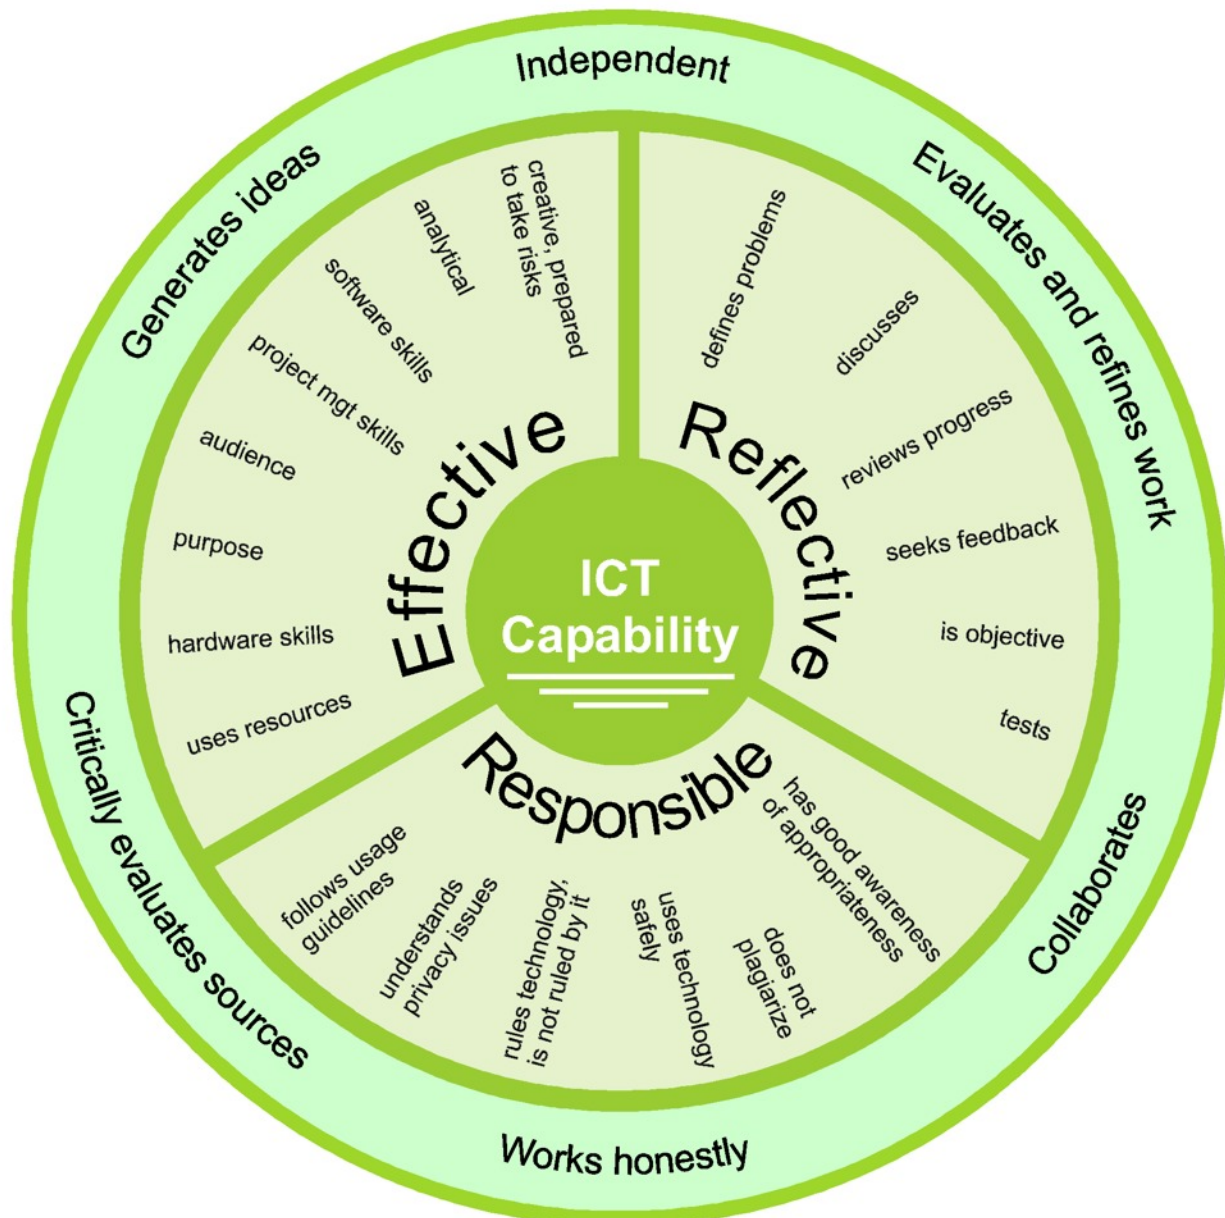 Independent
Evaluates and refines work
Collaborates
Works honestly
Critically evaluates sources
Generates ideas
ICT
Capability
Effective
creative, prepared
to take risks
analytical
software skills
project mgt skills
audience
purpose
hardware skills
uses resources
Reflective
defines problems
discusses
reviews progress
seeks feedback
is objective
tests
Responsible
follows usage
guidelines
understands
privacy issues
rules technology,
is not ruled by it
uses technology
safely
does not
plagiarize
has good awareness
of appropriateness